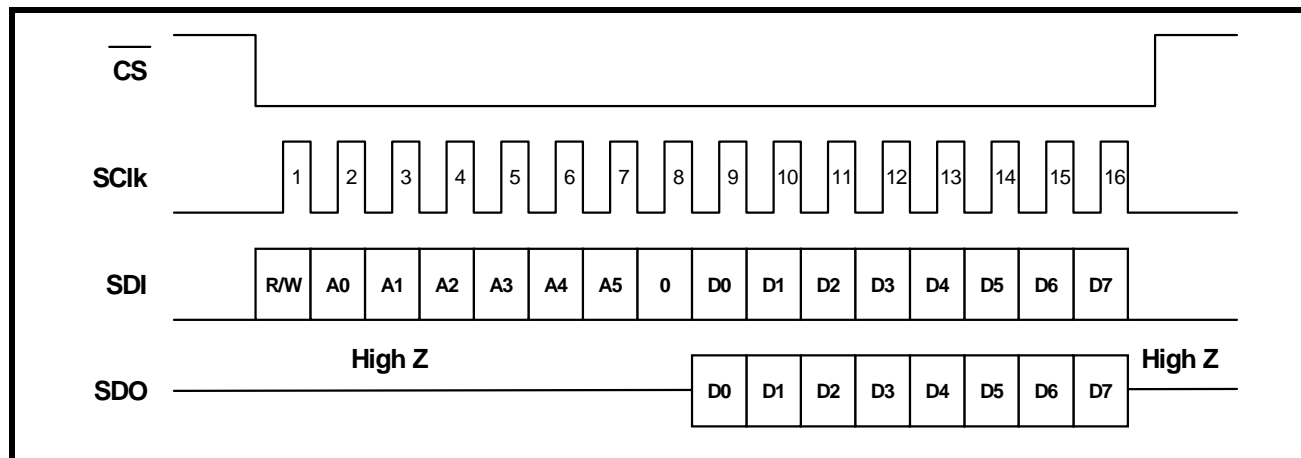 CS
SClk 1 2 3 4 5 6 7 8 9 10 11 12 13 14 15 16
SDI R/W A0 A1 A2 A3 A4 A5 0 D0 D1 D2 D3 D4 D5 D6 D7
High Z High Z
SDO D0 D1 D2 D3 D4 D5 D6 D7